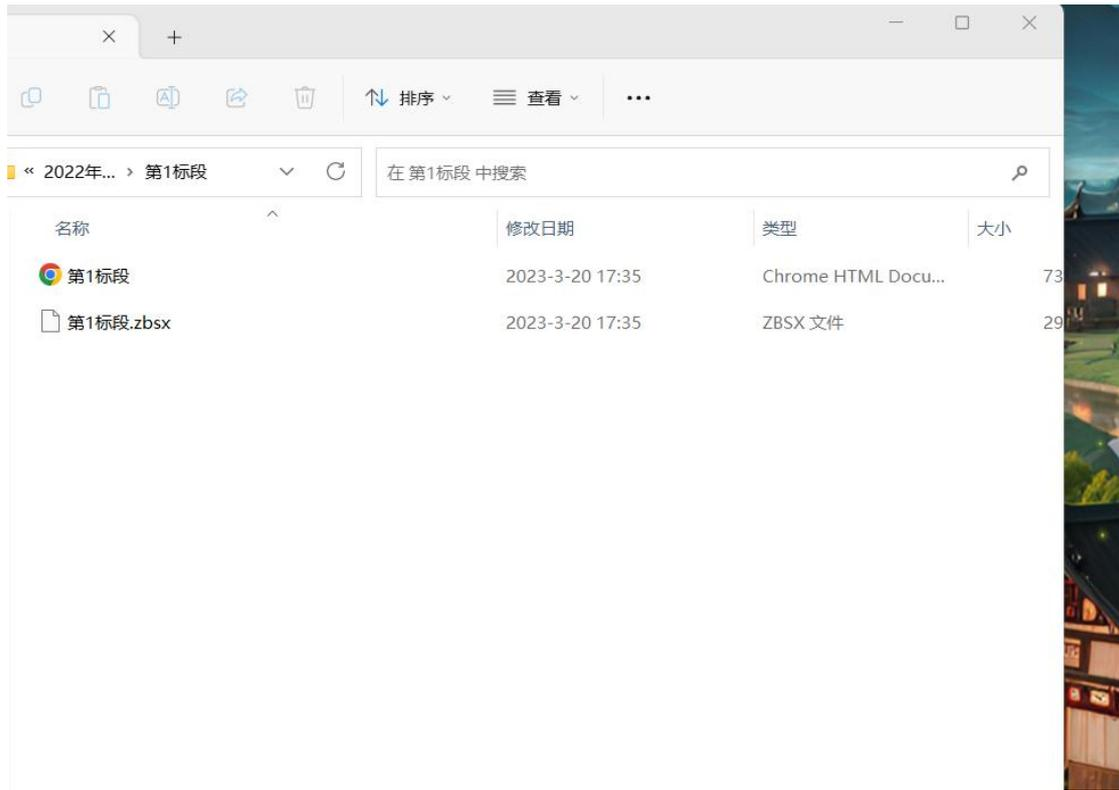 排序 查看
« 2022年... › 第1标段 在 第1标段 中搜索
名称 修改日期 类型 大小
第1标段 2023-3-20 17:35 Chrome HTML Docu... 73
第1标段.zbsx 2023-3-20 17:35 ZBSX 文件 29